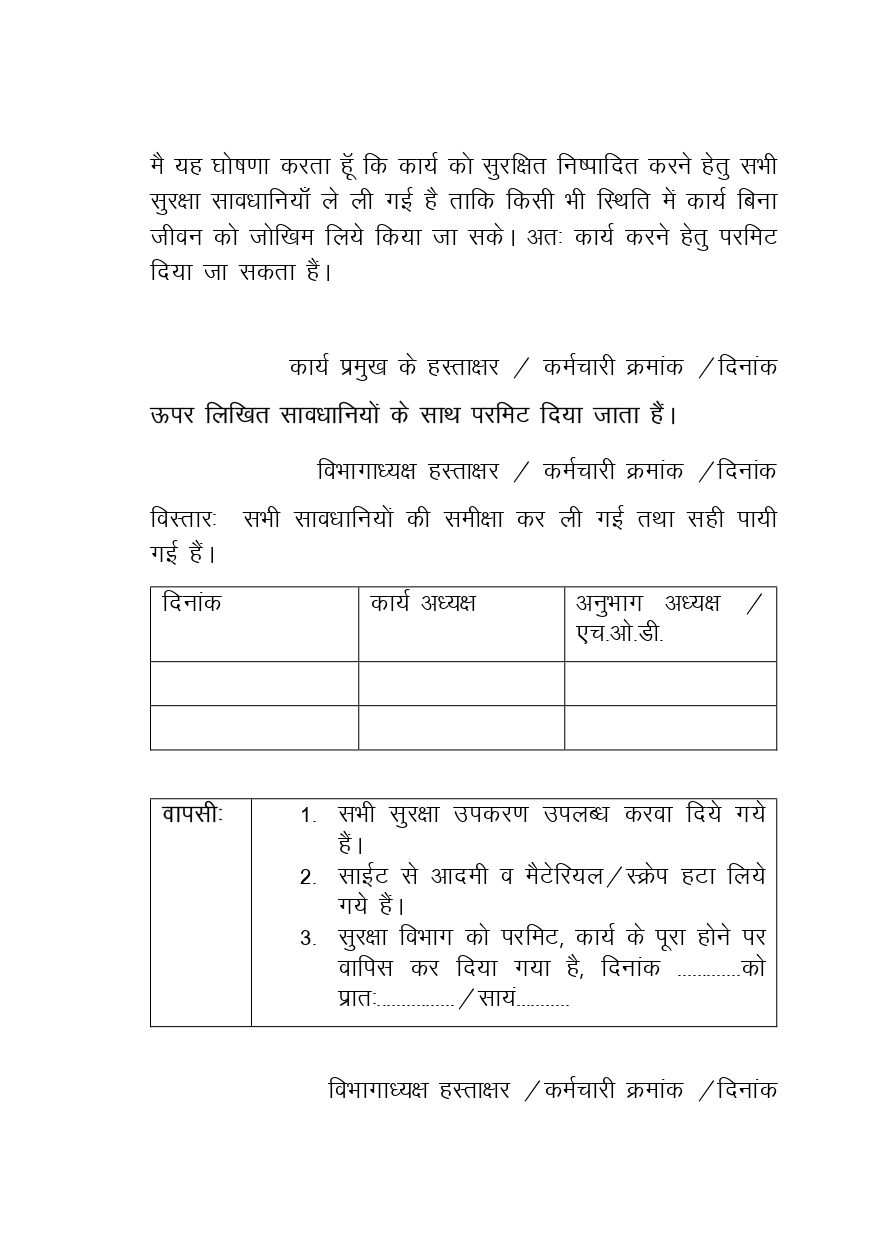 मै यह घोषणा करता हूॅ कि कार्य को सुरक्षित निष्पादित करने हेतु सभी
सुरक्षा सावधानियाँ ले ली गई है ताकि किसी भी स्थिति में कार्य बिना
जीवन को जोखिम लिये किया जा सके। अतः कार्य करने हेतु परमिट
दिया जा सकता हैं।
कार्य प्रमुख के हस्ताक्षर / कर्मचारी क्रमांक /दिनांक
ऊपर लिखित सावधानियों के साथ परमिट दिया जाता हैं।
विभागाध्यक्ष हस्ताक्षर / कर्मचारी क्रमांक /दिनांक
विस्तारः सभी सावधानियों की समीक्षा कर ली गई तथा सही पायी
गई हैं।
दिनांक कार्य अध्यक्ष अनुभाग अध्यक्ष /
एच.ओ.डी.
वापसीः 1. सभी सुरक्षा उपकरण उपलब्ध करवा दिये गये
हैं।
2. साईट से आदमी व मैटेरियल/स्क्रेप हटा लिये
गये हैं।
3. सुरक्षा विभाग को परमिट, कार्य के पूरा होने पर
वापिस कर दिया गया है, दिनांक .............को
प्रातः................/सायं...........
विभागाध्यक्ष हस्ताक्षर /कर्मचारी क्रमांक /दिनांक